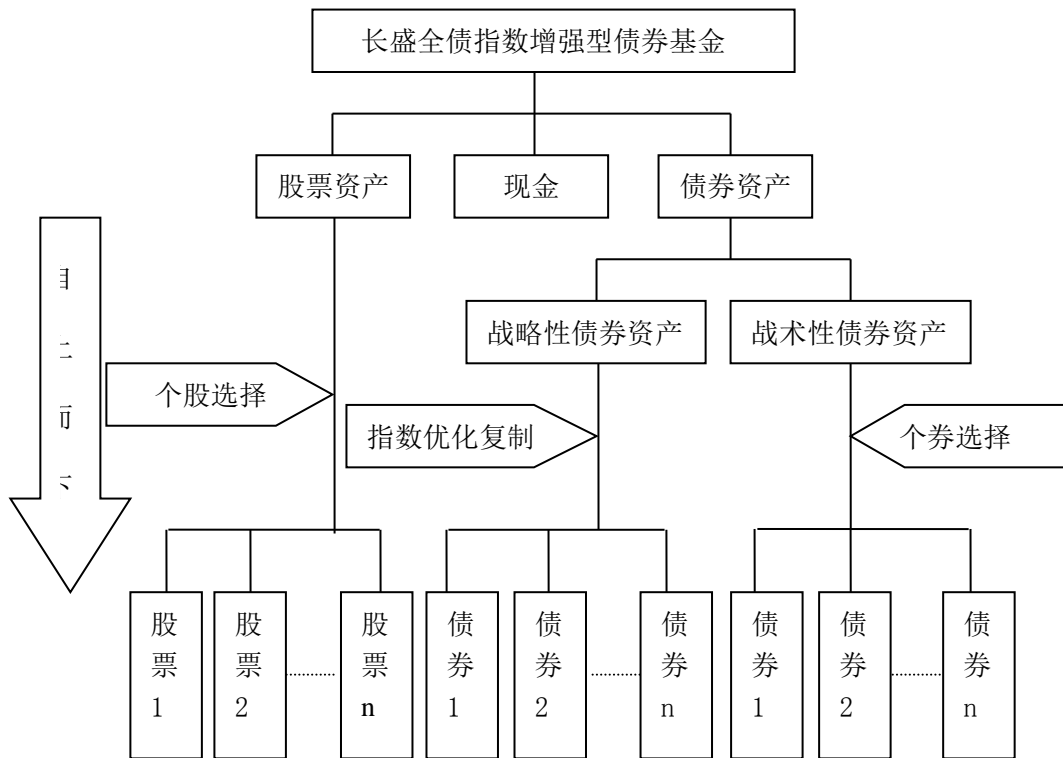 长盛全债指数增强型债券基金
股票资产
现金
债券资产
战略性债券资产
战术性债券资产
个股选择
指数优化复制
个券选择
股票1
股票2
股票n
债券1
债券2
债券n
债券1
债券2
债券n